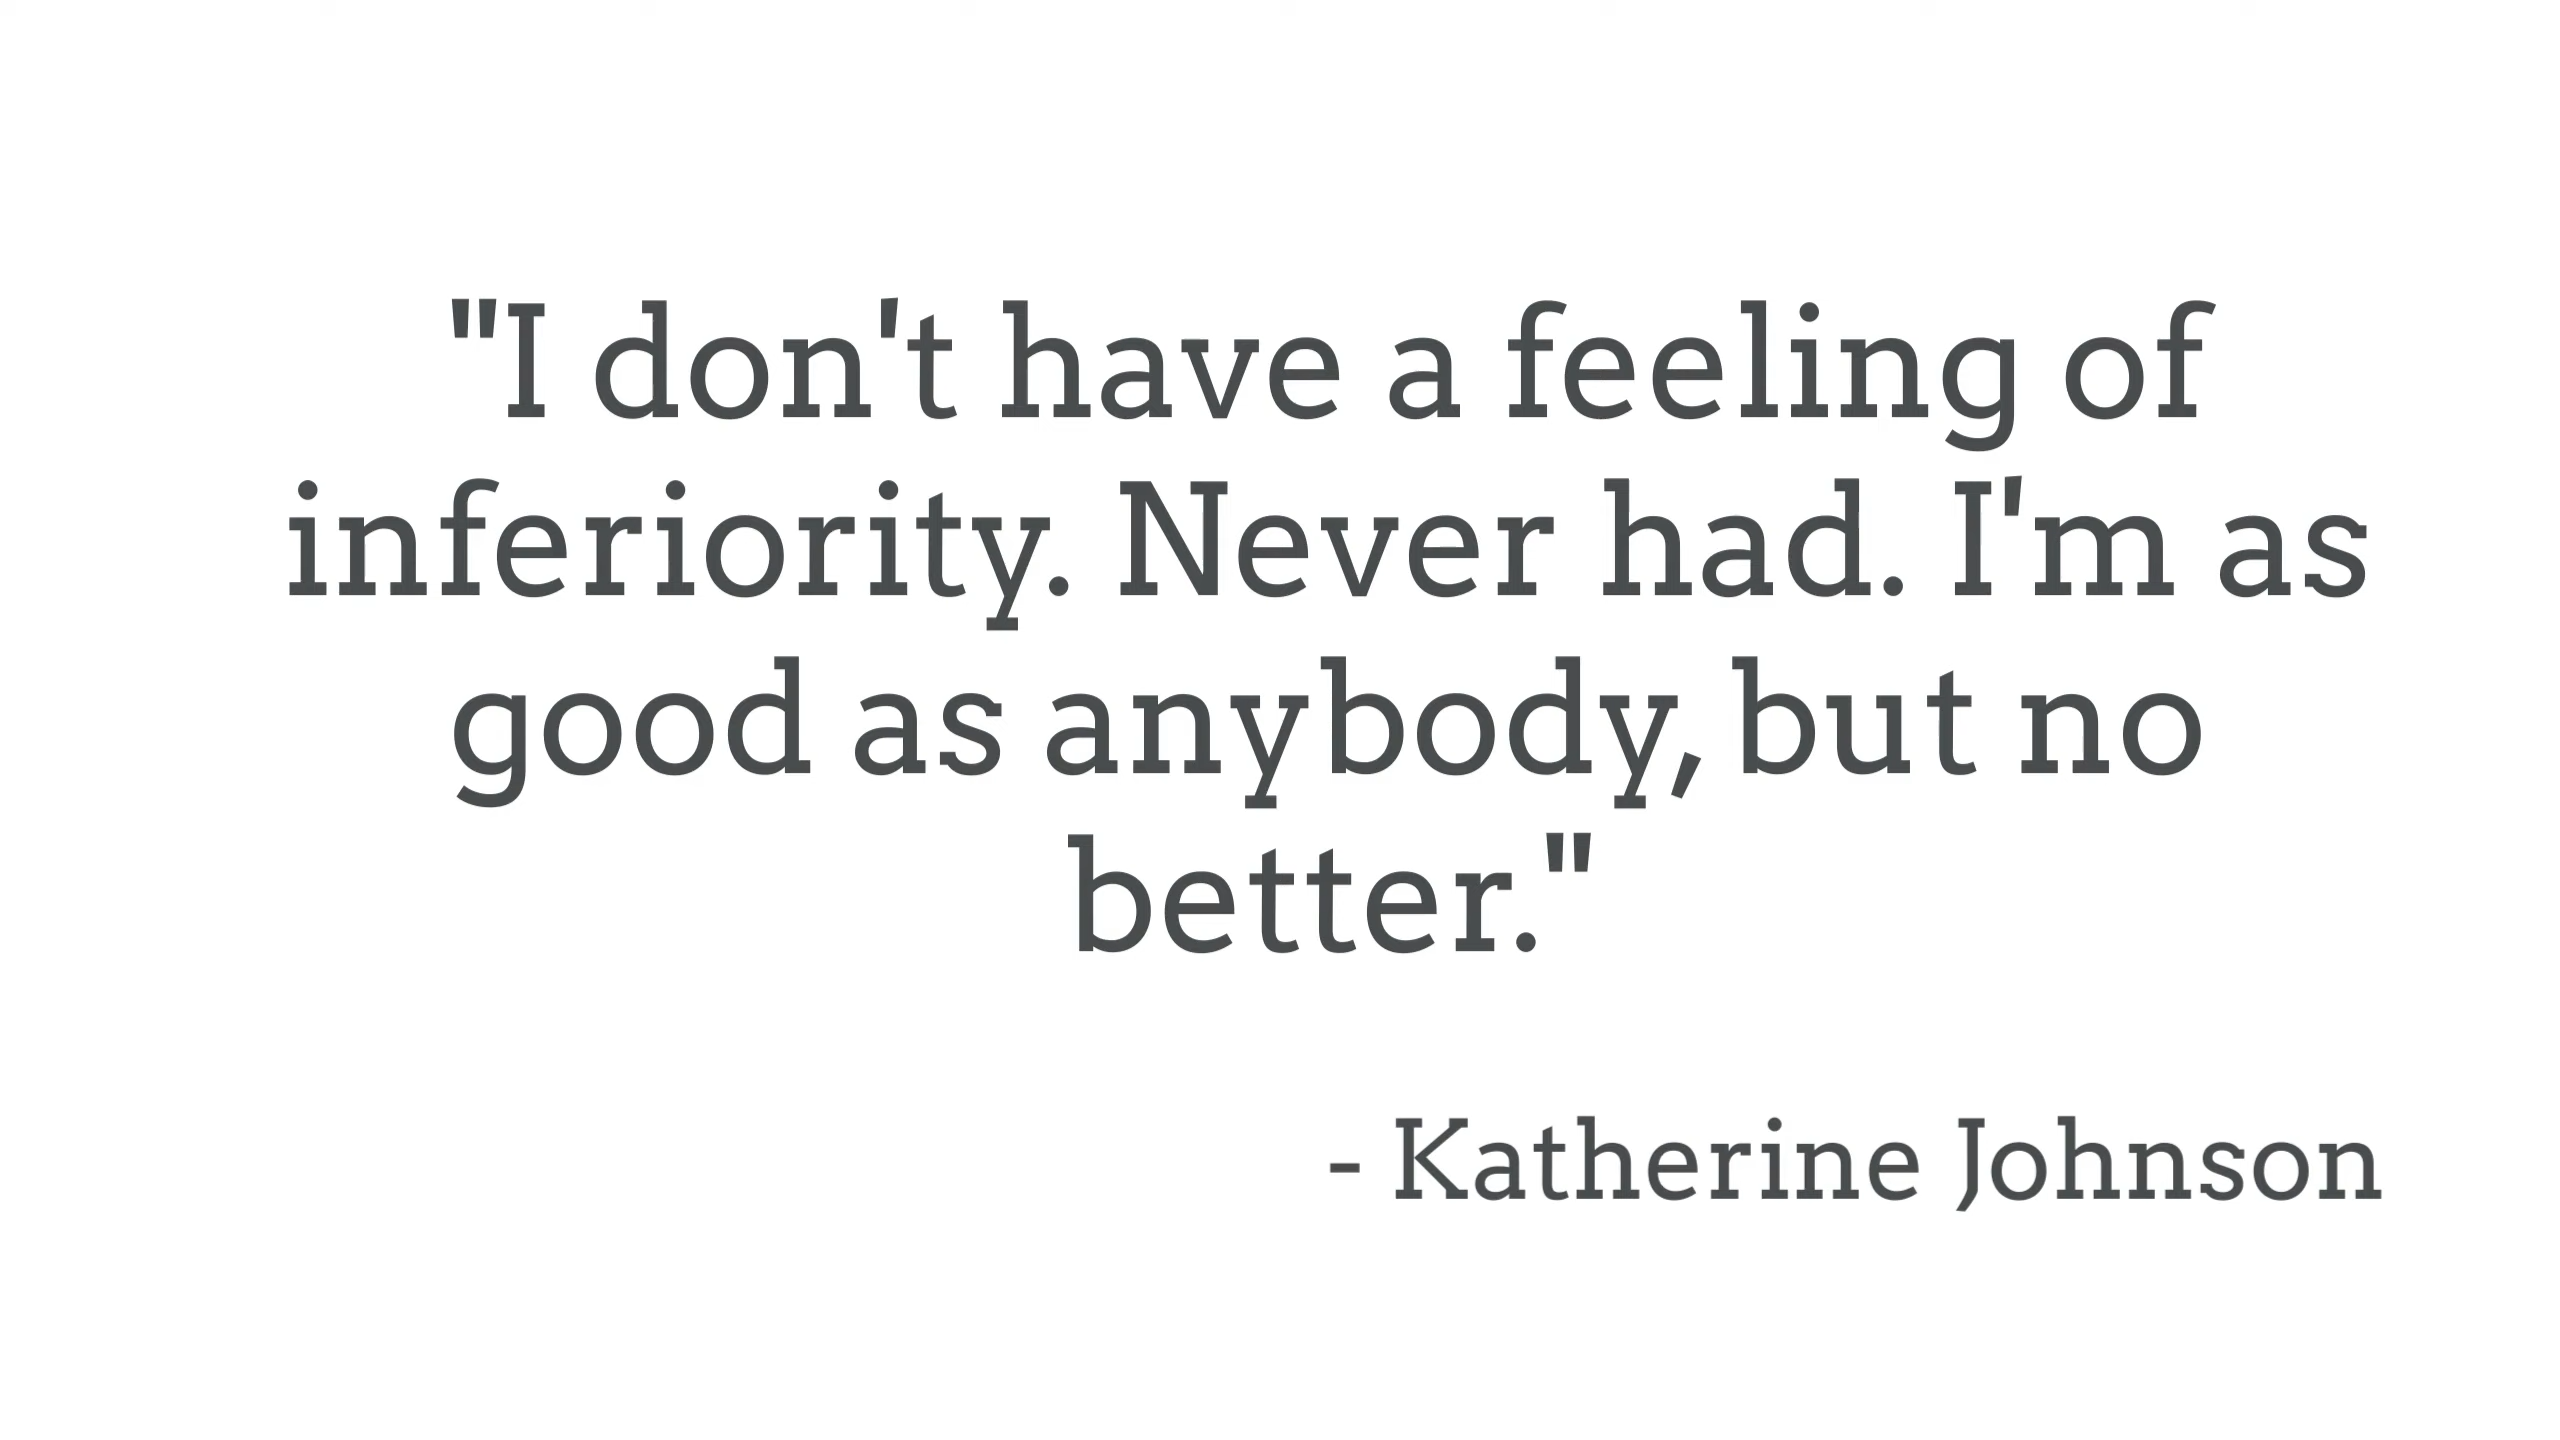 "I don't have a feeling of
inferiority. Never had. I'm as
good as anybody, but no
better."
- Katherine Johnson